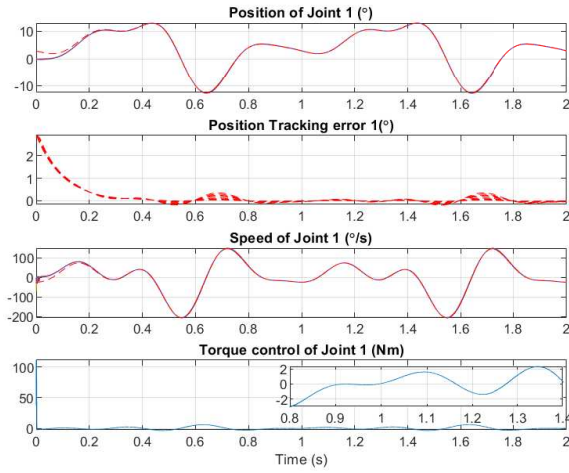 Position of Joint 1 (°)
10
0
-10
0 0.2 0.4 0.6 0.8 1 1.2 1.4 1.6 1.8 2
Position Tracking error 1(°)
2
1
0
0 0.2 0.4 0.6 0.8 1 1.2 1.4 1.6 1.8 2
Speed of Joint 1 (°/s)
100
0
-100
-200
0 0.2 0.4 0.6 0.8 1 1.2 1.4 1.6 1.8 2
Torque control of Joint 1 (Nm)
100
50
0
2
0
-2
0.8 0.9 1 1.1 1.2 1.3 1.4
0 0.2 0.4 0.6 0.8 1 1.2 1.4 1.6 1.8 2
Time (s)